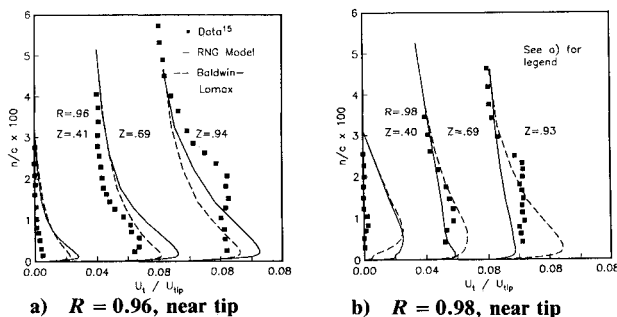 6
5
4
3
2
1
0
n/c x 100
Data15
RNG Model
Baldwin-
Lomax
R=.96
Z=.41
Z=.69
Z=.94
0.00
0.04
0.04
0.08
0.08
Ut / Utip
a) R = 0.96, near tip
6
5
4
3
2
1
0
n/c x 100
See a) for
legend
R=.98
Z=.40
Z=.69
Z=.93
0.00
0.04
0.08
0.08
Ut / Utip
b) R = 0.98, near tip